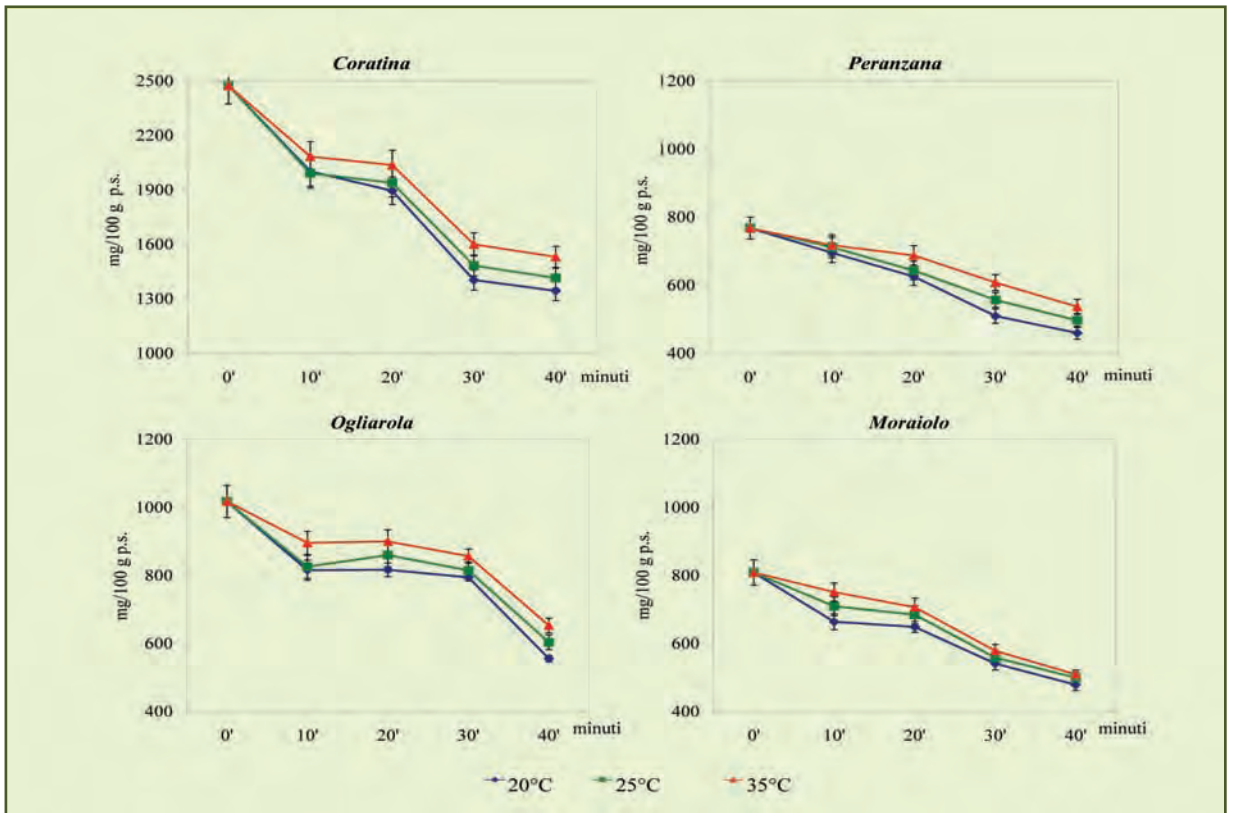 Coratina
2500
2200
1900
1600
1300
1000
mg/100 g p.s.
0' 10' 20' 30' 40' minuti
Peranzana
1200
1000
800
600
400
mg/100 g p.s.
0' 10' 20' 30' 40' minuti
Ogliarola
1200
1000
800
600
400
mg/100 g p.s.
0' 10' 20' 30' 40' minuti
Moraiolo
1200
1000
800
600
400
mg/100 g p.s.
0' 10' 20' 30' 40' minuti
20°C 25°C 35°C